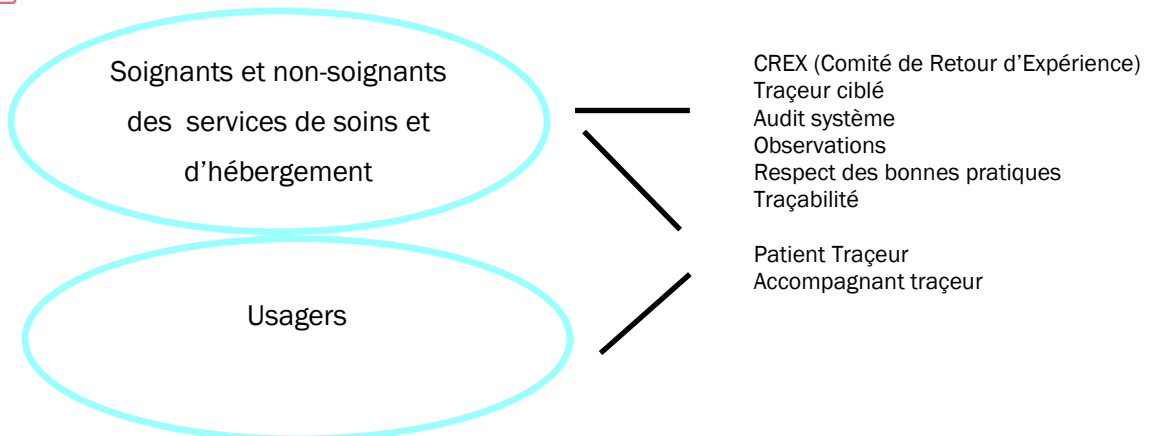 Soignants et non-soignants
des services de soins et
d'hébergement
Usagers
CREX (Comité de Retour d'Expérience)
Traçeur ciblé
Audit système
Observations
Respect des bonnes pratiques
Traçabilité
Patient Traçeur
Accompagnant traçeur